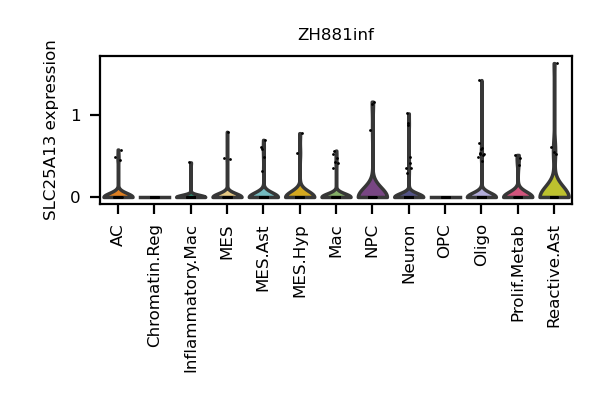 ZH881inf
SLC25A13 expression
1
0
AC
Chromatin.Reg
Inflammatory.Mac
MES
MES.Ast
MES.Hyp
Mac
NPC
Neuron
OPC
Oligo
Prolif.Metab
Reactive.Ast